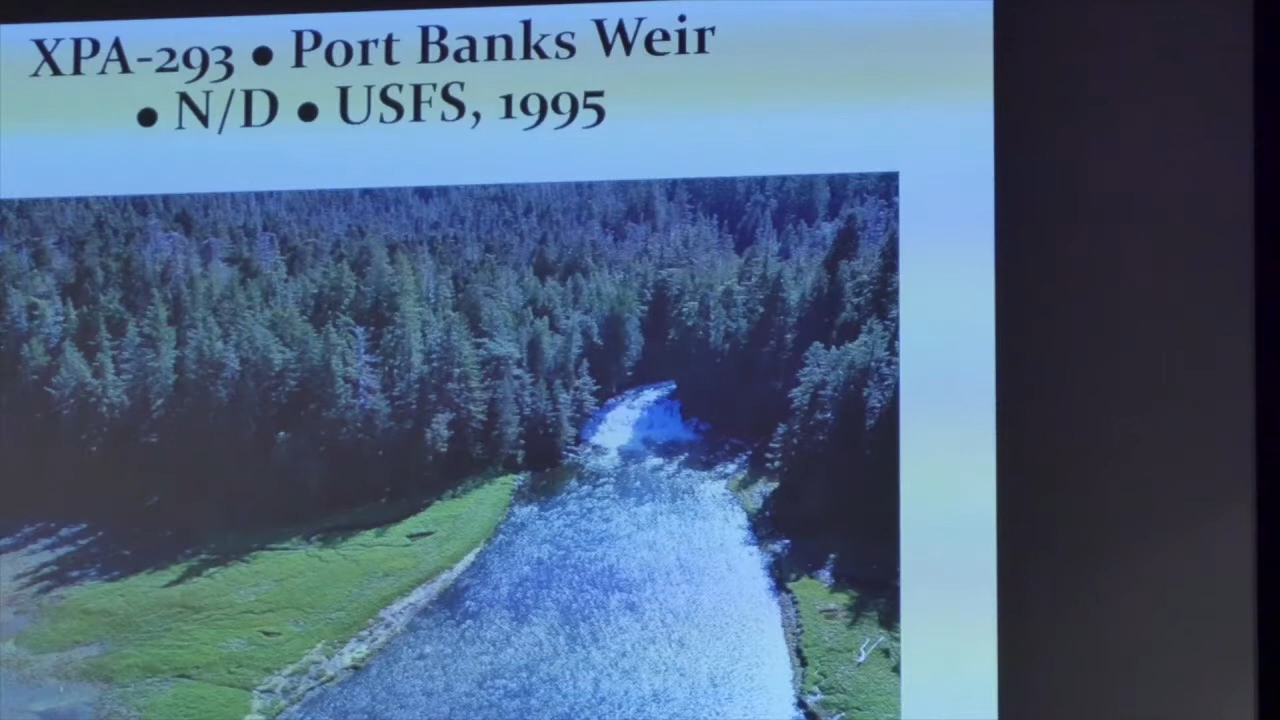 XPA-293 • Port Banks Weir
• N/D • USFS, 1995